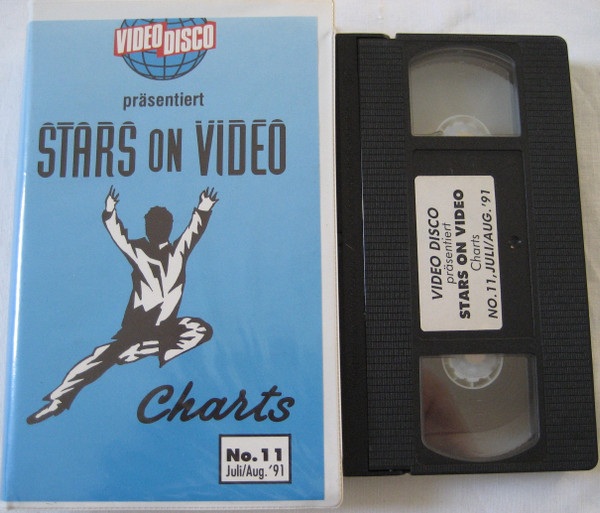 VIDEO DISCO
präsentiert
STARS ON VIDEO
Charts
No. 11
Juli/Aug. '91
VIDEO DISCO
präsentiert
STARS ON VIDEO
Charts
NO. 11, JULI/AUG. '91